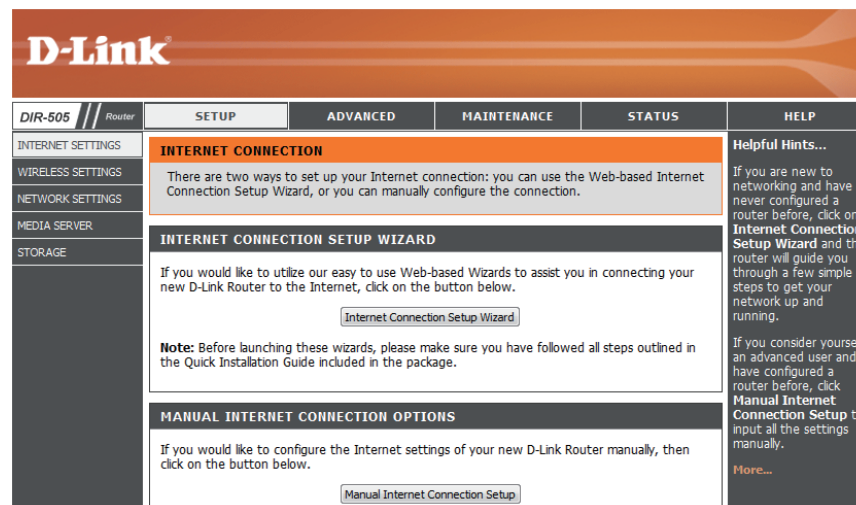 D-Link
DIR-505 // Router
SETUP
ADVANCED
MAINTENANCE
STATUS
HELP
INTERNET SETTINGS
WIRELESS SETTINGS
NETWORK SETTINGS
MEDIA SERVER
STORAGE
INTERNET CONNECTION
There are two ways to set up your Internet connection: you can use the Web-based Internet
Connection Setup Wizard, or you can manually configure the connection.
INTERNET CONNECTION SETUP WIZARD
If you would like to utilize our easy to use Web-based Wizards to assist you in connecting your
new D-Link Router to the Internet, click on the button below.
Internet Connection Setup Wizard
Note: Before launching these wizards, please make sure you have followed all steps outlined in
the Quick Installation Guide included in the package.
MANUAL INTERNET CONNECTION OPTIONS
If you would like to configure the Internet settings of your new D-Link Router manually, then
click on the button below.
Manual Internet Connection Setup
Helpful Hints...
If you are new to
networking and have
never configured a
router before, click on
Internet Connection
Setup Wizard and th
router will guide you
through a few simple
steps to get your
network up and
running.
If you consider yourse
an advanced user and
have configured a
router before, click
Manual Internet
Connection Setup t
input all the settings
manually.
More...